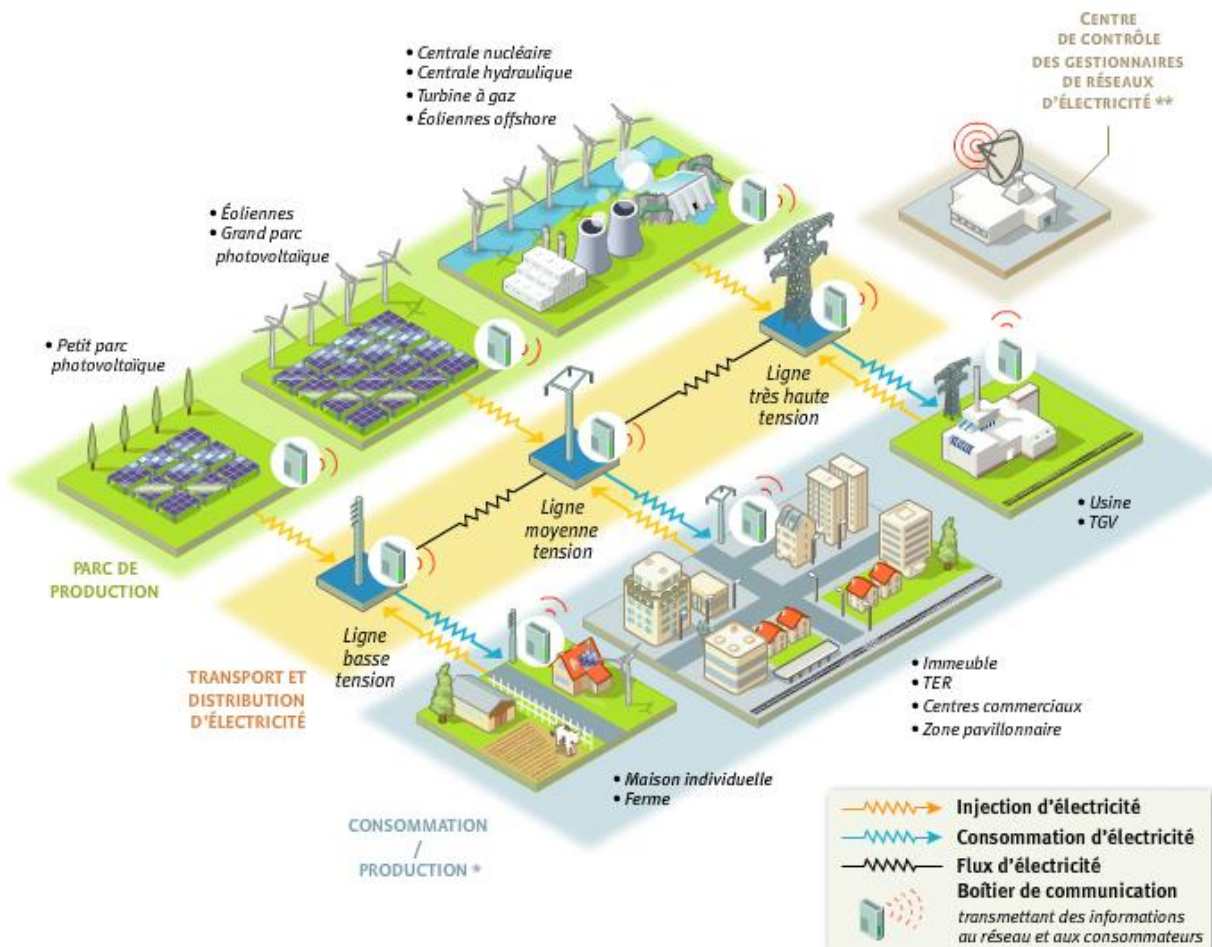 CENTRE
DE CONTRÔLE
DES GESTIONNAIRES
DE RÉSEAUX
D'ÉLECTRICITÉ **
• Centrale nucléaire
• Centrale hydraulique
• Turbine à gaz
• Éoliennes offshore
• Éoliennes
• Grand parc
photovoltaïque
• Petit parc
photovoltaïque
Ligne
très haute
tension
Ligne
moyenne
tension
• Usine
• TGV
PARC DE
PRODUCTION
Ligne
basse
tension
TRANSPORT ET
DISTRIBUTION
D'ÉLECTRICITÉ
• Immeuble
• TER
• Centres commerciaux
• Zone pavillonnaire
• Maison individuelle
• Ferme
CONSOMMATION
/
PRODUCTION *
Injection d'électricité
Consommation d'électricité
Flux d'électricité
Boîtier de communication
transmettant des informations
au réseau et aux consommateurs